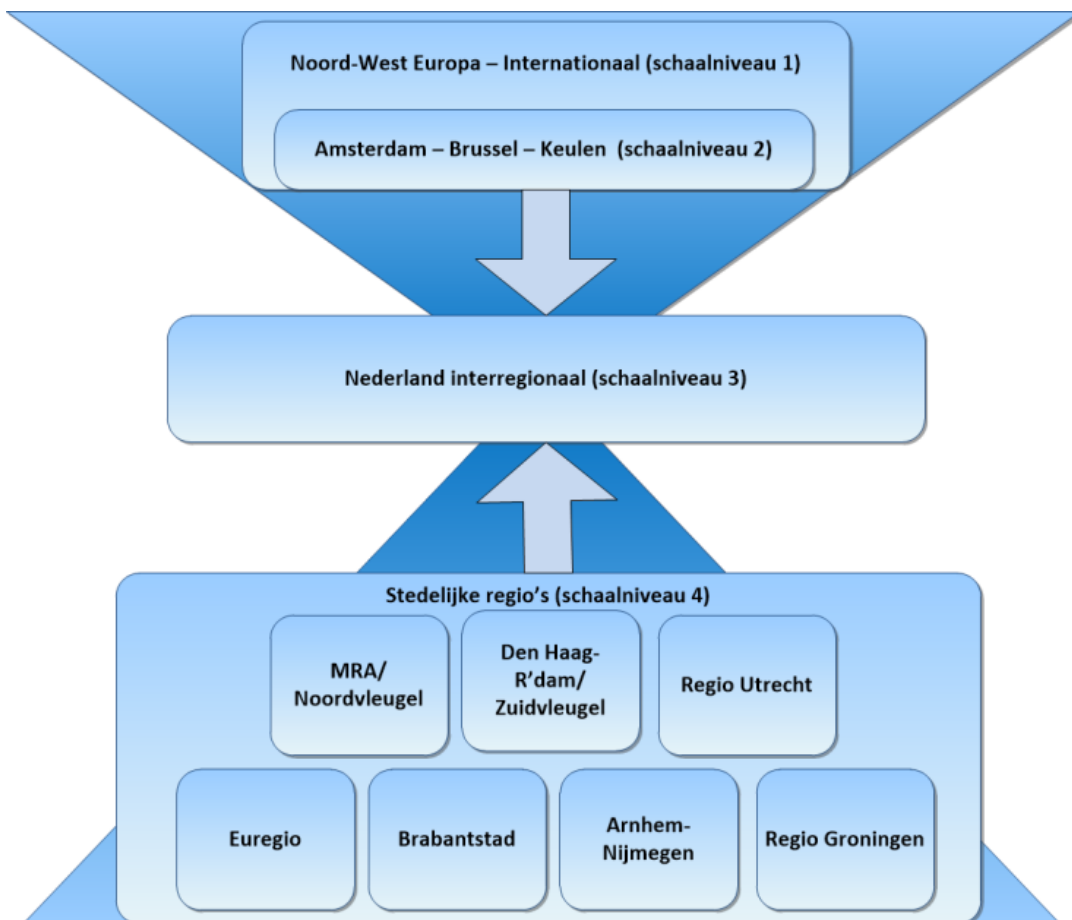 Noord-West Europa – Internationaal (schaalniveau 1)
Amsterdam – Brussel – Keulen  (schaalniveau 2)
Nederland interregionaal (schaalniveau 3)
Stedelijke regio's (schaalniveau 4)
MRA/
Noordvleugel
Den Haag-
R'dam/
Zuidvleugel
Regio Utrecht
Euregio
Brabantstad
Arnhem-
Nijmegen
Regio Groningen